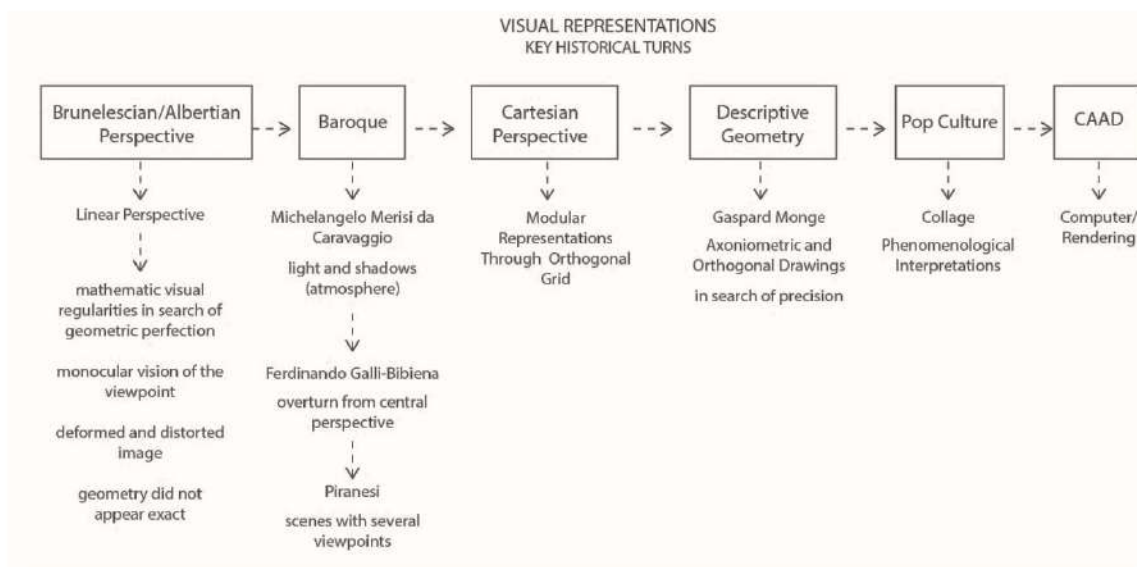 VISUAL REPRESENTATIONS
KEY HISTORICAL TURNS
Brunelescian/Albertian
Perspective
Linear Perspective
mathematic visual
regularities in search of
geometric perfection
monocular vision of the
viewpoint
deformed and distorted
image
geometry did not
appear exact
Baroque
Michelangelo Merisi da
Caravaggio
light and shadows
(atmosphere)
Ferdinando Galli-Bibiena
overturn from central
perspective
Piranesi
scenes with several
viewpoints
Cartesian
Perspective
Modular
Representations
Through Orthogonal
Grid
Descriptive
Geometry
Gaspard Monge
Axoniometric and
Orthogonal Drawings
in search of precision
Pop Culture
Collage
Phenomenological
Interpretations
CAAD
Computer/
Rendering